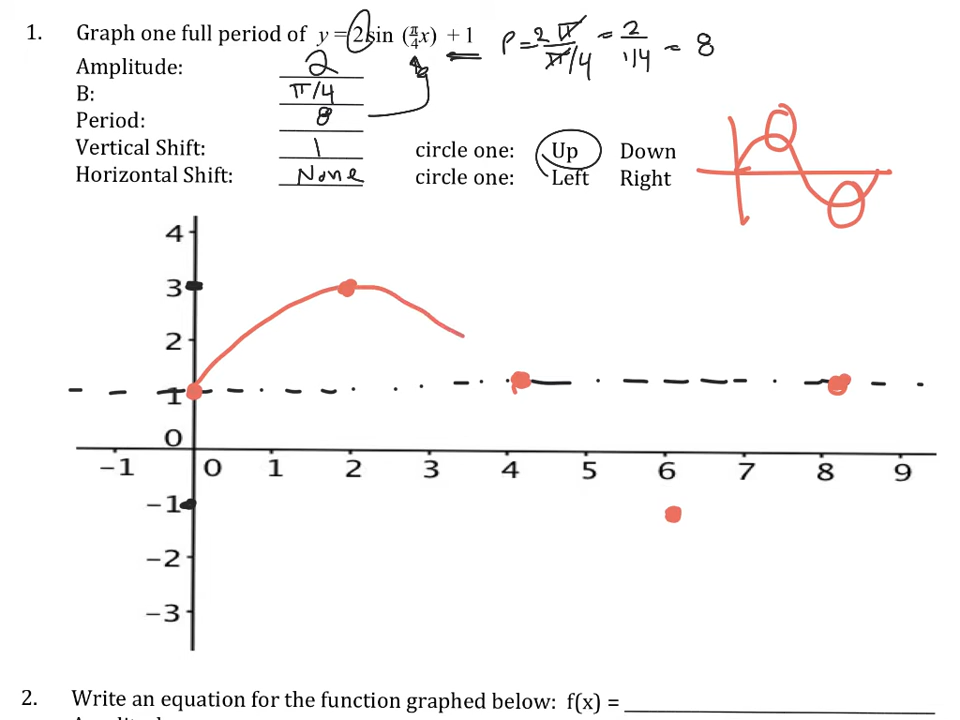 1. Graph one full period of y = 2sin (π/4 x) + 1 P = 2π / π/4 = 2 / 1/4 = 8
Amplitude: 2
B: π/4
Period: 8
Vertical Shift: 1 circle one: Up Down
Horizontal Shift: None circle one: Left Right
4
3
2
1
0
-1 0 1 2 3 4 5 6 7 8 9
-1
-2
-3
2. Write an equation for the function graphed below: f(x) =